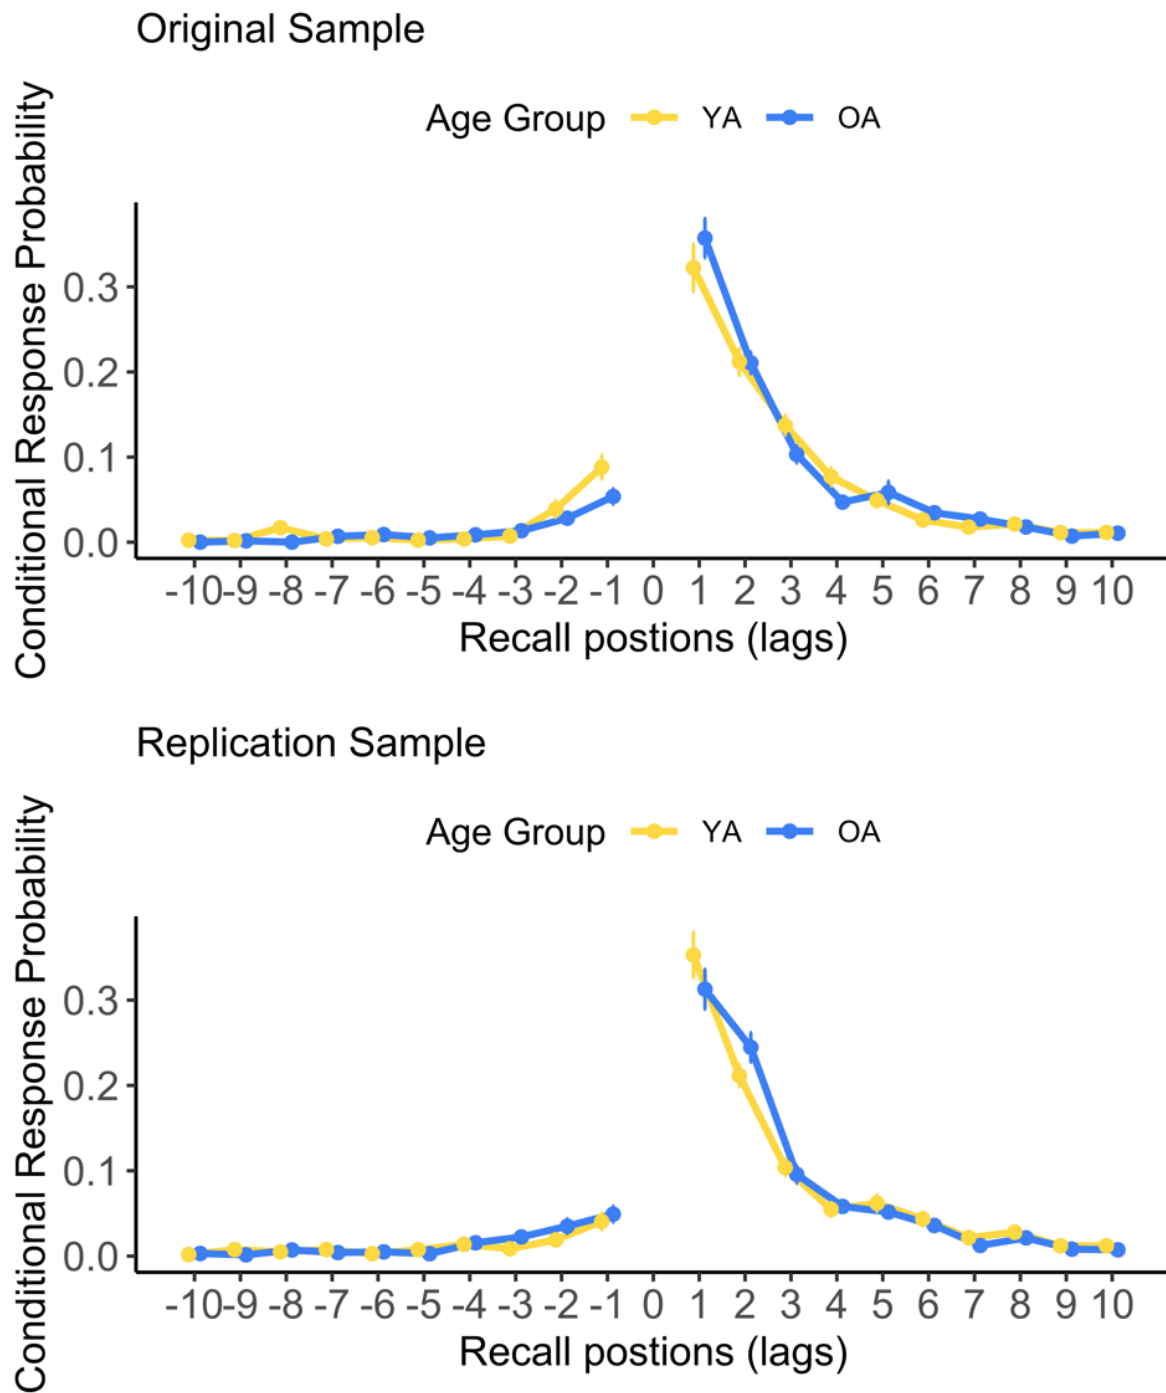 Original Sample
Age Group YA OA
Conditional Response Probability
0.3
0.2
0.1
0.0
-10 -9 -8 -7 -6 -5 -4 -3 -2 -1 0 1 2 3 4 5 6 7 8 9 10
Recall postions (lags)
Replication Sample
Age Group YA OA
Conditional Response Probability
0.3
0.2
0.1
0.0
-10 -9 -8 -7 -6 -5 -4 -3 -2 -1 0 1 2 3 4 5 6 7 8 9 10
Recall postions (lags)